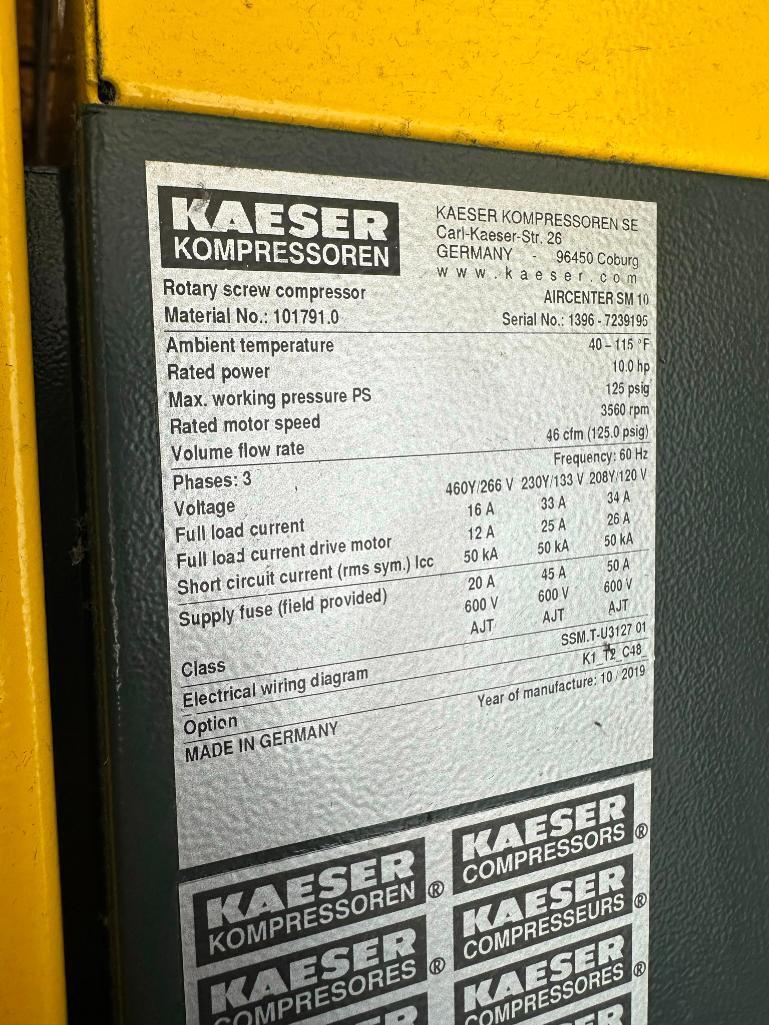 KAESER
KOMPRESSOREN
KAESER KOMPRESSOREN SE
Carl-Kaeser-Str. 26
GERMANY - 96450 Coburg
www.kaeser.com
Rotary screw compressor AIRCENTER SM 10
Material No.: 101791.0 Serial No.: 1396 - 7239195
Ambient temperature 40 – 115 °F
Rated power 10.0 hp
Max. working pressure PS 125 psig
Rated motor speed 3560 rpm
Volume flow rate 46 cfm (125.0 psig)
Phases: 3 Frequency: 60 Hz
Voltage 460Y/266 V 230Y/133 V 208Y/120 V
Full load current 16 A 33 A 34 A
Full load current drive motor 12 A 25 A 26 A
Short circuit current (rms sym.) Icc 50 kA 50 kA 50 kA
Supply fuse (field provided) 20 A 45 A 50 A
600 V 600 V 600 V
Class AJT AJT AJT
Electrical wiring diagram SSM.T-U3127 01
Option K1_T2_C48
MADE IN GERMANY Year of manufacture: 10 / 2019
KAESER
KOMPRESSOREN ®
KAESER
COMPRESSORS ®
KAESER
COMPRESORES ®
KAESER
COMPRESSEURS ®
KAESER
COMPRESSORES ®